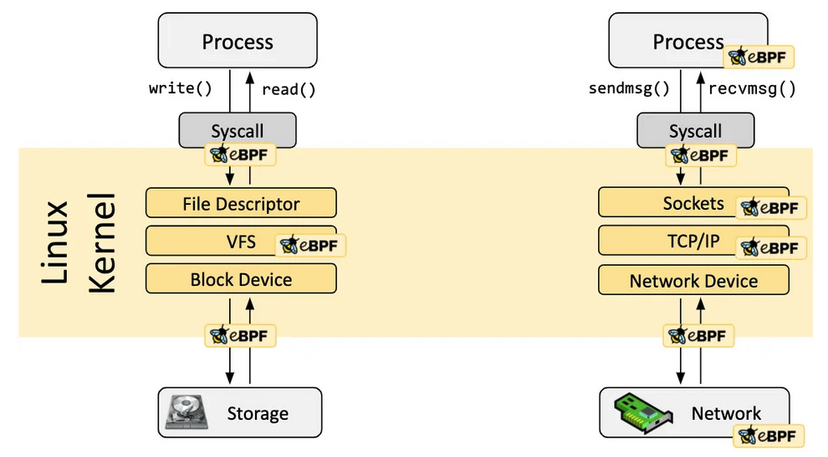 Process
write()
read()
Syscall
eBPF
Linux
Kernel
File Descriptor
VFS
eBPF
Block Device
eBPF
Storage
Process
eBPF
sendmsg()
recvmsg()
Syscall
eBPF
Sockets
eBPF
TCP/IP
eBPF
Network Device
eBPF
Network
eBPF